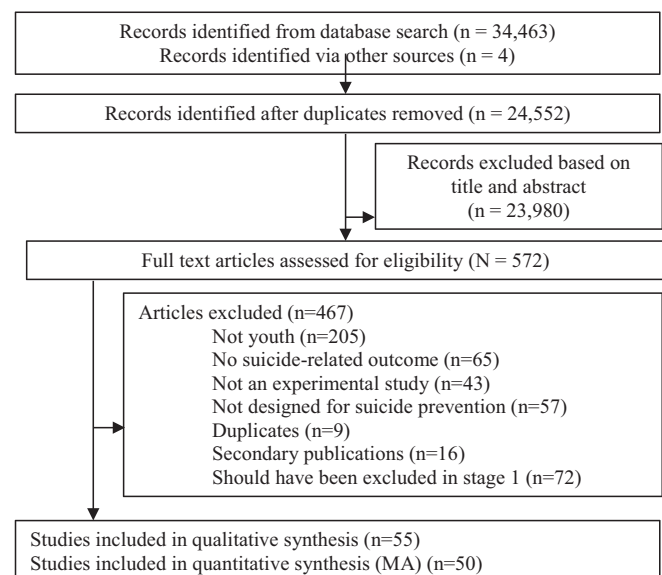 Records identified from database search (n = 34,463)
Records identified via other sources (n = 4)
Records identified after duplicates removed (n = 24,552)
Records excluded based on
title and abstract
(n = 23,980)
Full text articles assessed for eligibility (N = 572)
Articles excluded (n=467)
Not youth (n=205)
No suicide-related outcome (n=65)
Not an experimental study (n=43)
Not designed for suicide prevention (n=57)
Duplicates (n=9)
Secondary publications (n=16)
Should have been excluded in stage 1 (n=72)
Studies included in qualitative synthesis (n=55)
Studies included in quantitative synthesis (MA) (n=50)